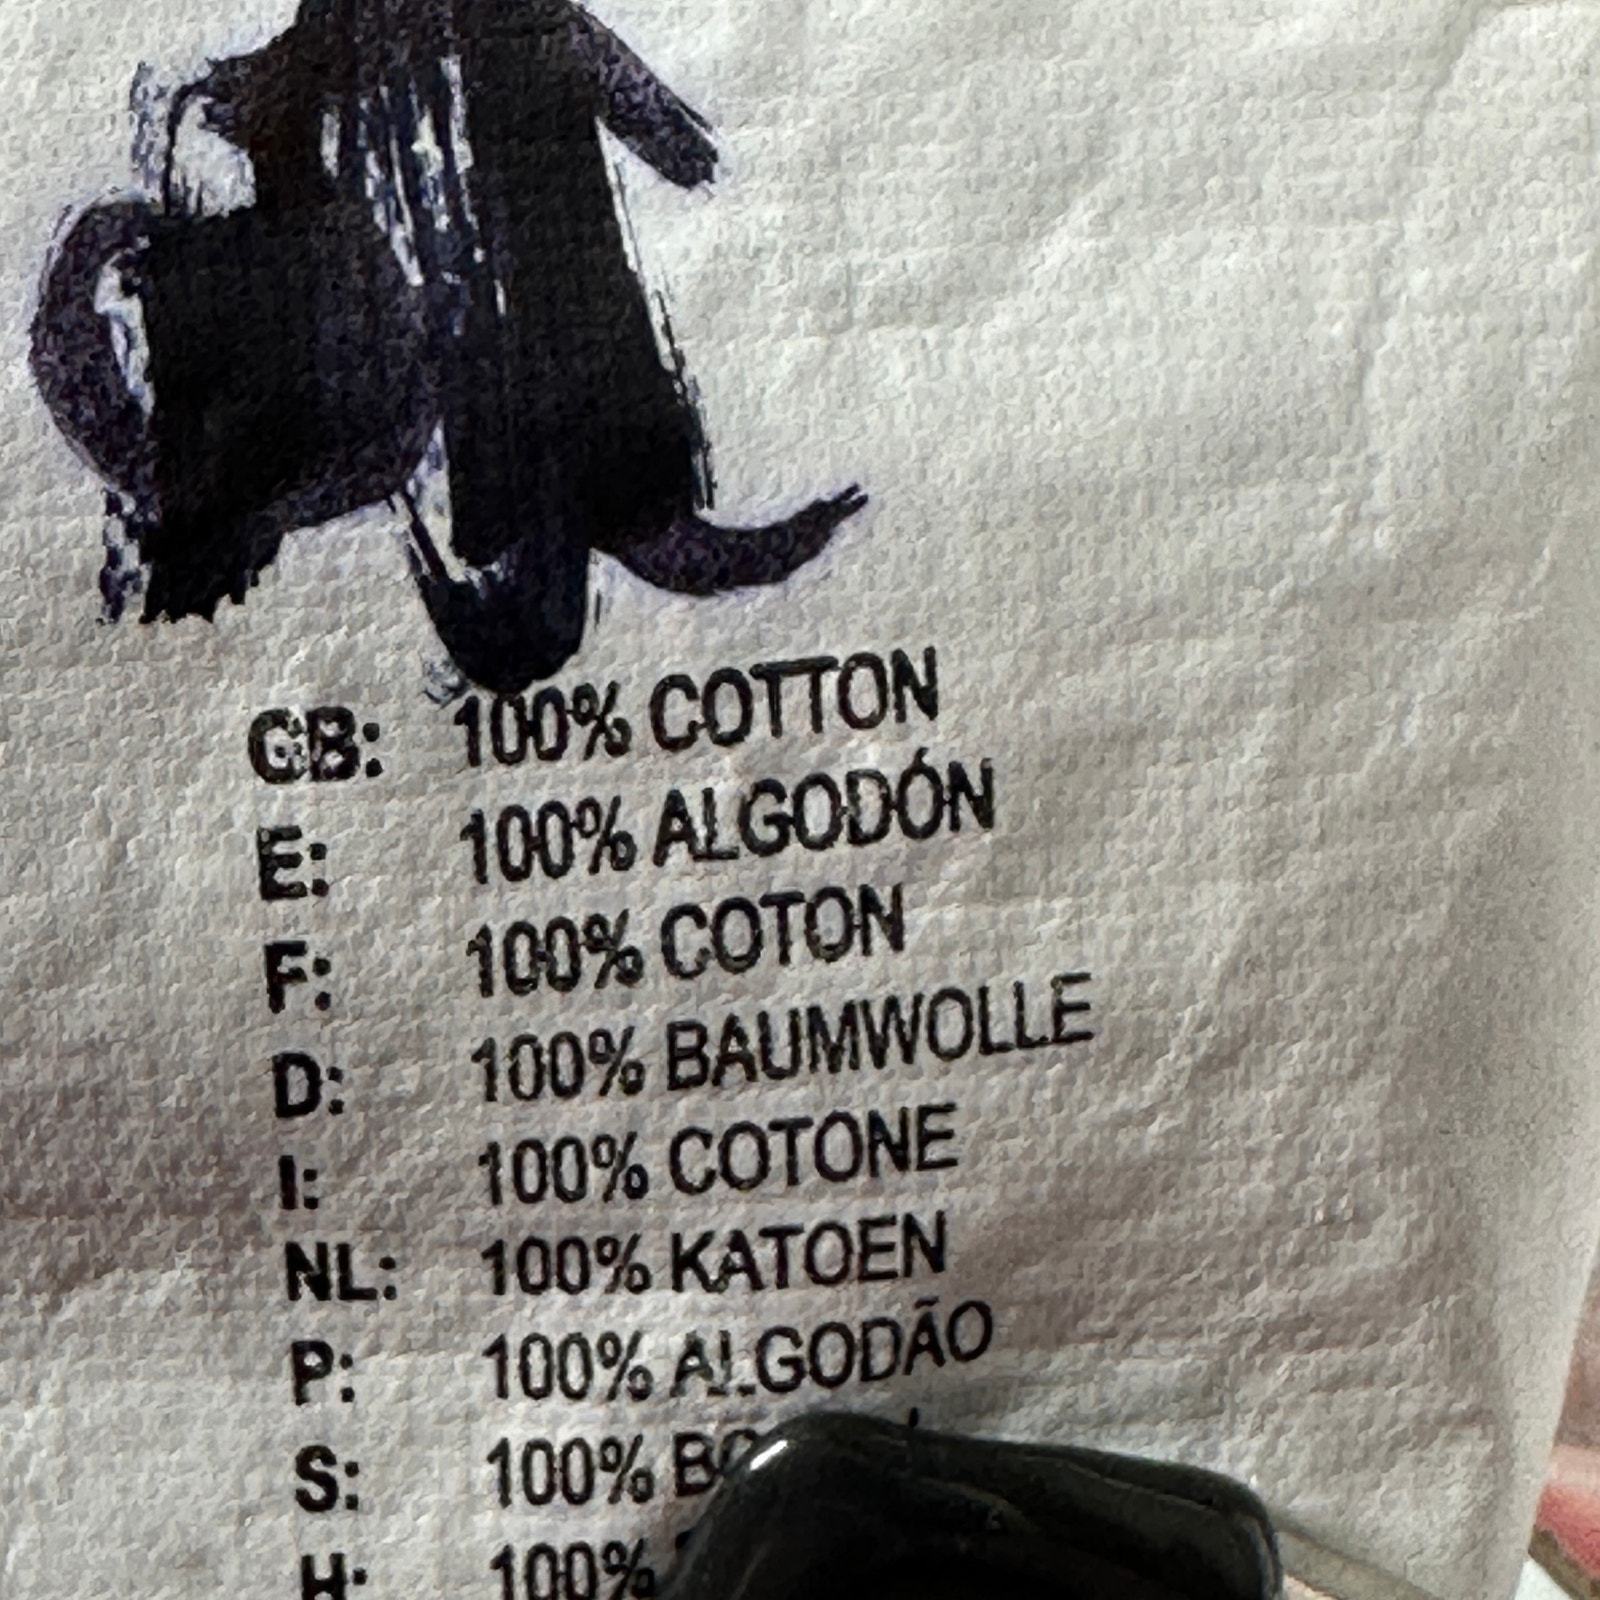 GB: 100% COTTON
E: 100% ALGODÓN
F: 100% COTON
D: 100% BAUMWOLLE
I: 100% COTONE
NL: 100% KATOEN
P: 100% ALGODÃO
S: 100%
H: 100%